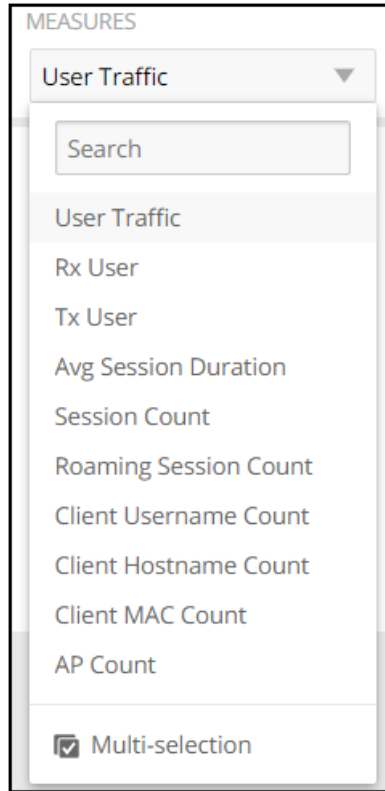 MEASURES
User Traffic
Search
User Traffic
Rx User
Tx User
Avg Session Duration
Session Count
Roaming Session Count
Client Username Count
Client Hostname Count
Client MAC Count
AP Count
Multi-selection